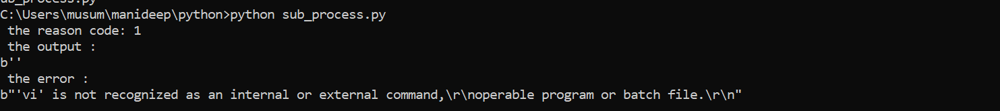 ub_process.py
C:\Users\musum\manideep\python>python sub_process.py
 the reason code: 1
 the output :
b''
 the error :
b"'vi' is not recognized as an internal or external command,\r\noperable program or batch file.\r\n"